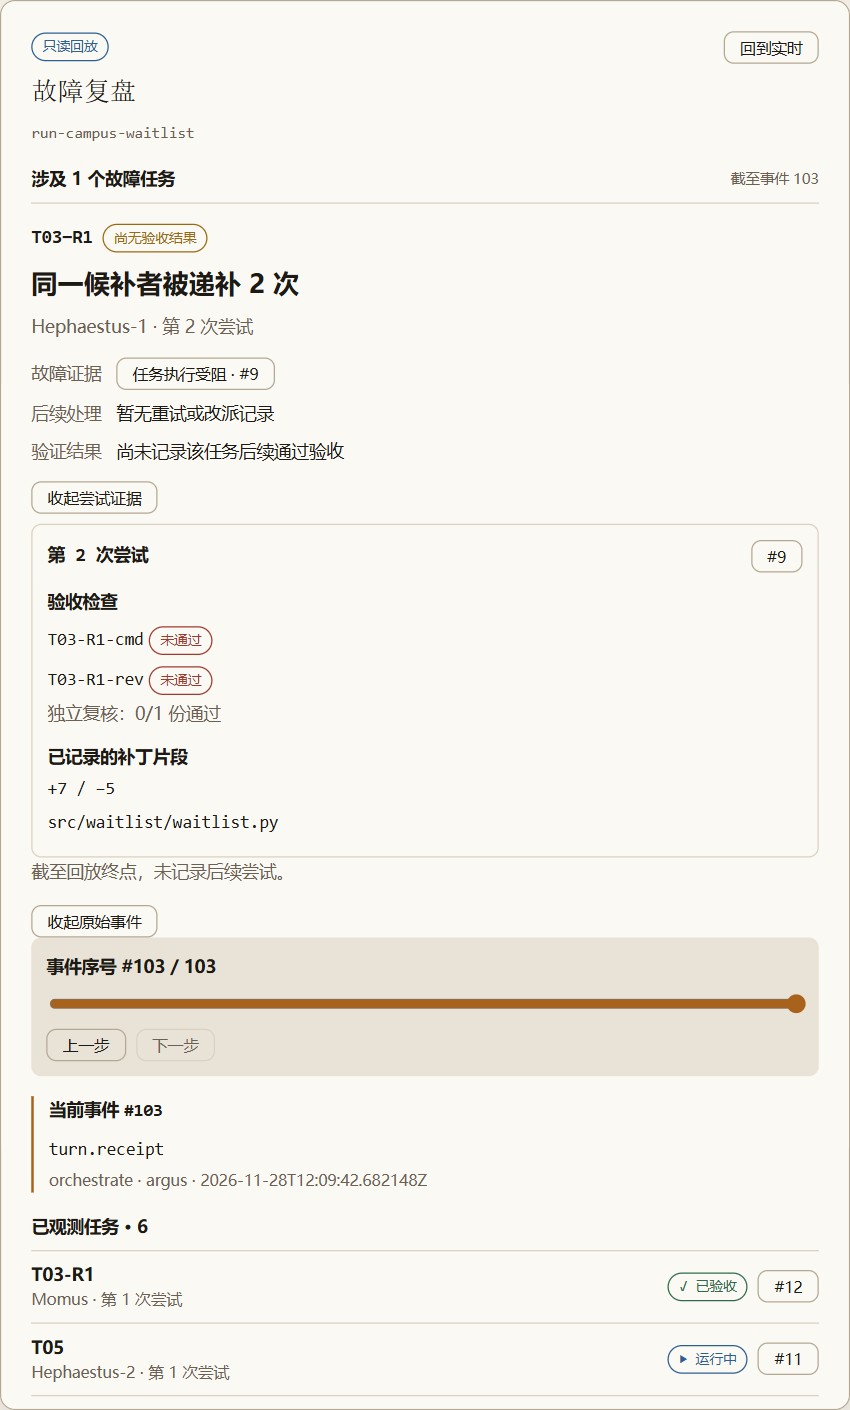 只读回放
回到实时
故障复盘
run-campus-waitlist
涉及 1 个故障任务
截至事件 103
T03-R1 尚无验收结果
同一候补者被递补 2 次
Hephaestus-1 · 第 2 次尝试
故障证据 任务执行受阻 · #9
后续处理 暂无重试或改派记录
验证结果 尚未记录该任务后续通过验收
收起尝试证据
第 2 次尝试
#9
验收检查
T03-R1-cmd 未通过
T03-R1-rev 未通过
独立复核：0/1 份通过
已记录的补丁片段
+7 / −5
src/waitlist/waitlist.py
截至回放终点，未记录后续尝试。
收起原始事件
事件序号 #103 / 103
上一步 下一步
当前事件 #103
turn.receipt
orchestrate · argus · 2026-11-28T12:09:42.682148Z
已观测任务 • 6
T03-R1
Momus · 第 1 次尝试
✓ 已验收 #12
T05
Hephaestus-2 · 第 1 次尝试
▶ 运行中 #11